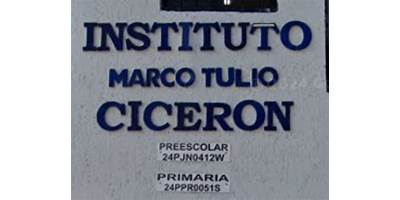 INSTITUTO
MARCO TULIO
CICERON
PREESCOLAR
24PJN0412W
PRIMARIA
24PPR0051S